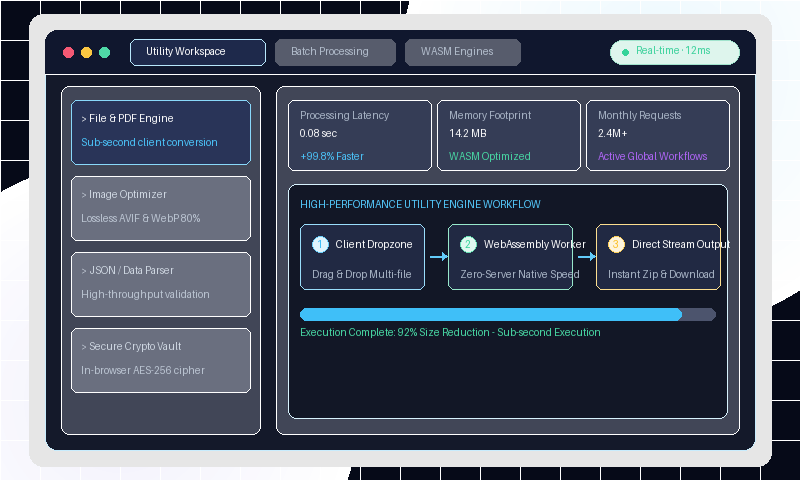 Utility Workspace
Batch Processing
WASM Engines
Real-time · 12ms
> File & PDF Engine
Sub-second client conversion
> Image Optimizer
Lossless AVIF & WebP 80%
> JSON / Data Parser
High-throughput validation
> Secure Crypto Vault
In-browser AES-256 cipher
Processing Latency
0.08 sec
+99.8% Faster
Memory Footprint
14.2 MB
WASM Optimized
Monthly Requests
2.4M+
Active Global Workflows
HIGH-PERFORMANCE UTILITY ENGINE WORKFLOW
1 Client Dropzone
Drag & Drop Multi-file
2 WebAssembly Worker
Zero-Server Native Speed
3 Direct Stream Output
Instant Zip & Download
Execution Complete: 92% Size Reduction - Sub-second Execution